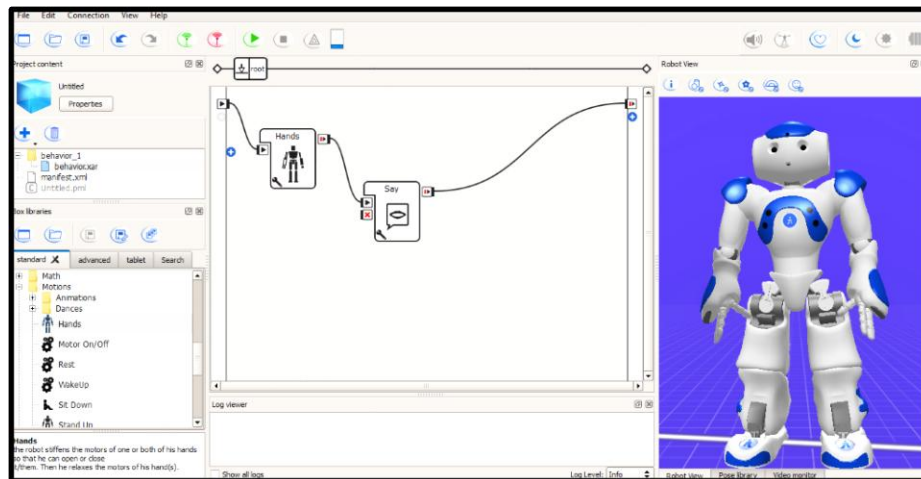 File Edit Connection View Help
Project content
Untitled
Properties
behavior_1
behavior.xar
manifest.xml
Untitled.pml
Box libraries
standard advanced tablet Search
Math
Motions
Animations
Dances
Hands
Motor On/Off
Rest
WakeUp
Sit Down
Stand Up
Hands
the robot stiffens the motors of one or both of his hands
so that he can open or close
it/them. Then he relaxes the motors of his hand(s).
root
Hands
Say
Log viewer
Show all logs Log Level: Info
Robot View
Robot View Pose library Video monitor